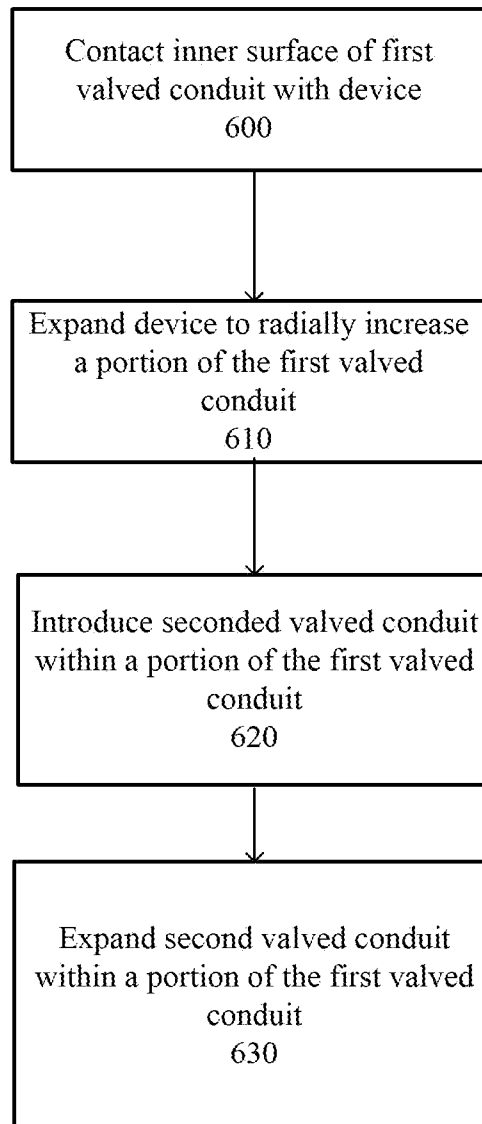 Contact inner surface of first
valved conduit with device
600
Expand device to radially increase
a portion of the first valved
conduit
610
Introduce seconded valved conduit
within a portion of the first valved
conduit
620
Expand second valved conduit
within a portion of the first valved
conduit
630